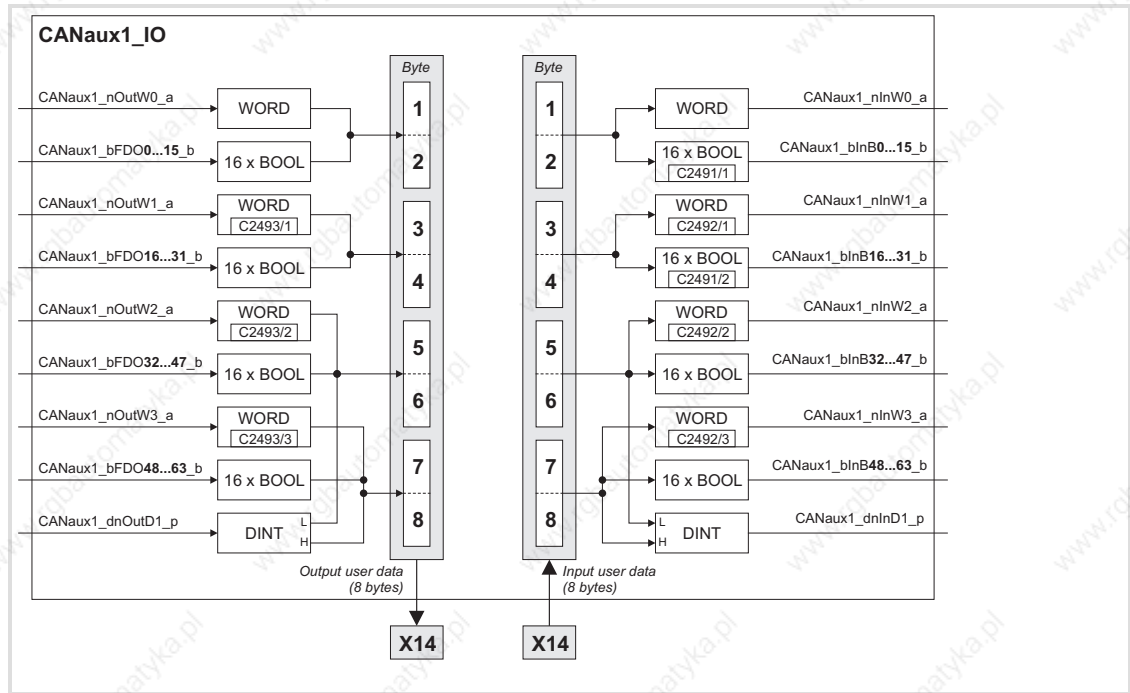 CANaux1_IO
Byte
Byte
CANaux1_nOutW0_a
WORD
1
1
WORD
CANaux1_nInW0_a
CANaux1_bFDO0...15_b
16 x BOOL
2
2
16 x BOOL
C2491/1
CANaux1_bInB0...15_b
CANaux1_nOutW1_a
WORD
C2493/1
3
3
WORD
C2492/1
CANaux1_nInW1_a
CANaux1_bFDO16...31_b
16 x BOOL
4
4
16 x BOOL
C2491/2
CANaux1_bInB16...31_b
CANaux1_nOutW2_a
WORD
C2493/2
5
5
WORD
C2492/2
CANaux1_nInW2_a
CANaux1_bFDO32...47_b
16 x BOOL
6
6
16 x BOOL
CANaux1_bInB32...47_b
CANaux1_nOutW3_a
WORD
C2493/3
7
7
WORD
C2492/3
CANaux1_nInW3_a
CANaux1_bFDO48...63_b
16 x BOOL
8
8
16 x BOOL
CANaux1_bInB48...63_b
CANaux1_dnOutD1_p
DINT
L
H
L
H
DINT
CANaux1_dnInD1_p
Output user data
(8 bytes)
Input user data
(8 bytes)
X14
X14
www.rgbautomatyka.pl